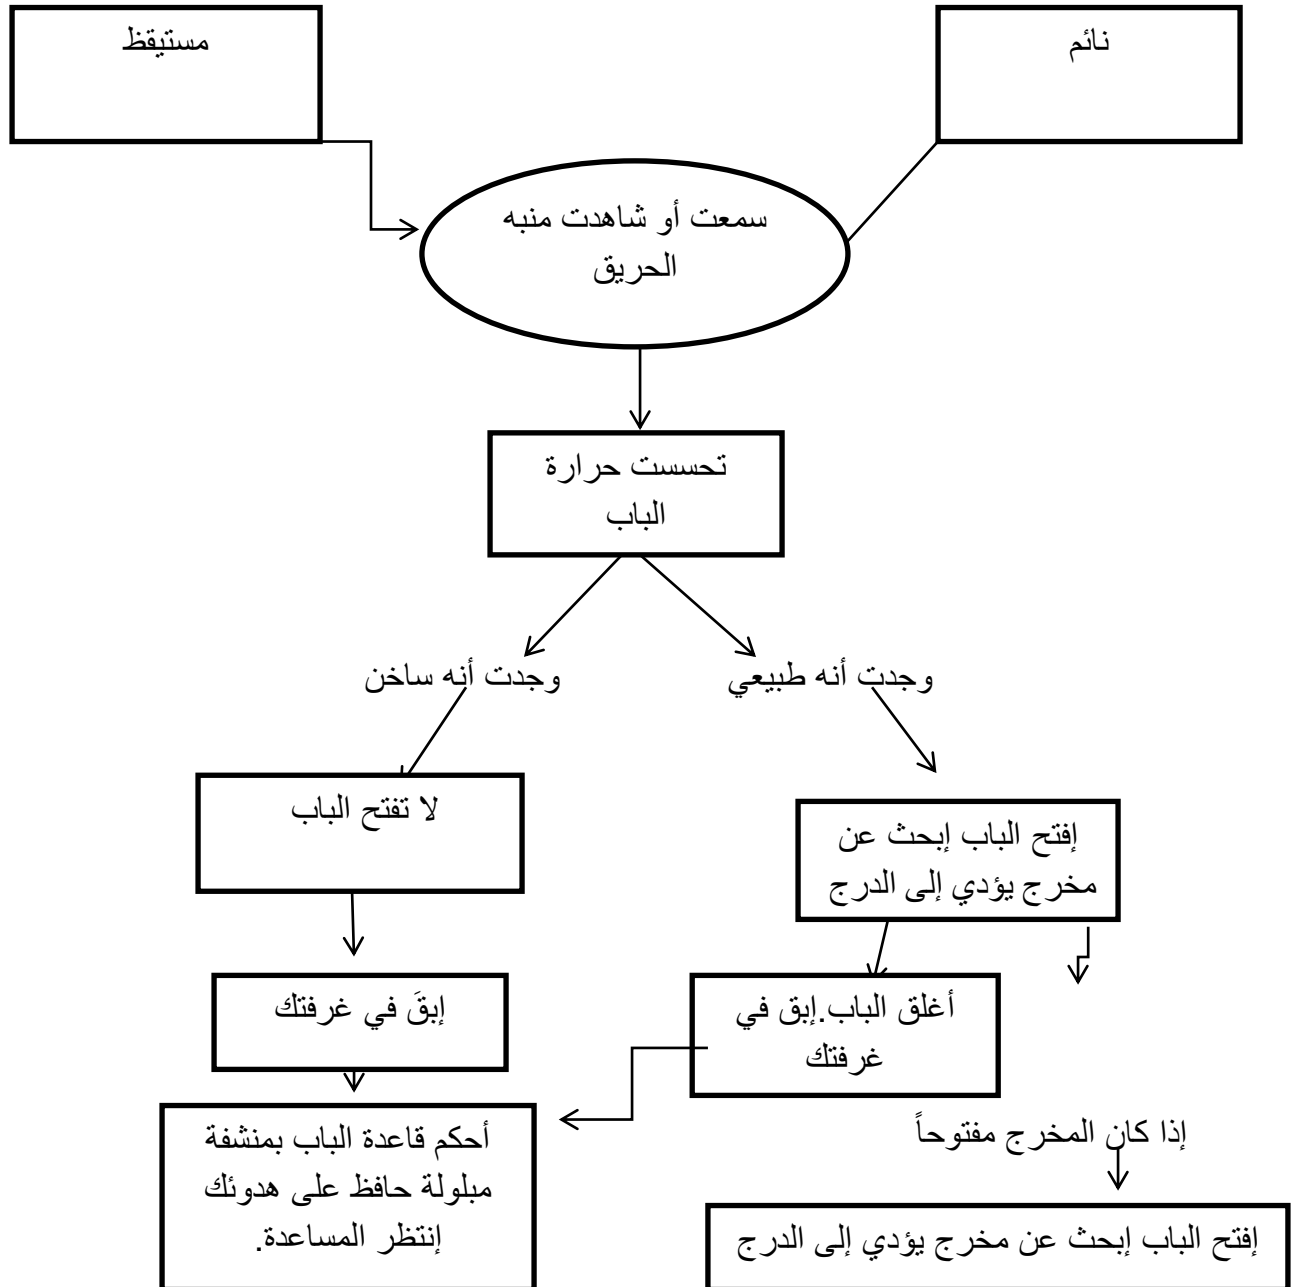 نائم
مستيقظ
سمعت أو شاهدت منبه
الحريق
تحسست حرارة
الباب
وجدت أنه طبيعي
وجدت أنه ساخن
لا تفتح الباب
إفتح الباب إبحث عن
مخرج يؤدي إلى الدرج
إبقَ في غرفتك
أغلق الباب.إبق في
غرفتك
إذا كان المخرج مفتوحاً
أحكم قاعدة الباب بمنشفة
مبلولة حافظ على هدوئك
إنتظر المساعدة.
إفتح الباب إبحث عن مخرج يؤدي إلى الدرج